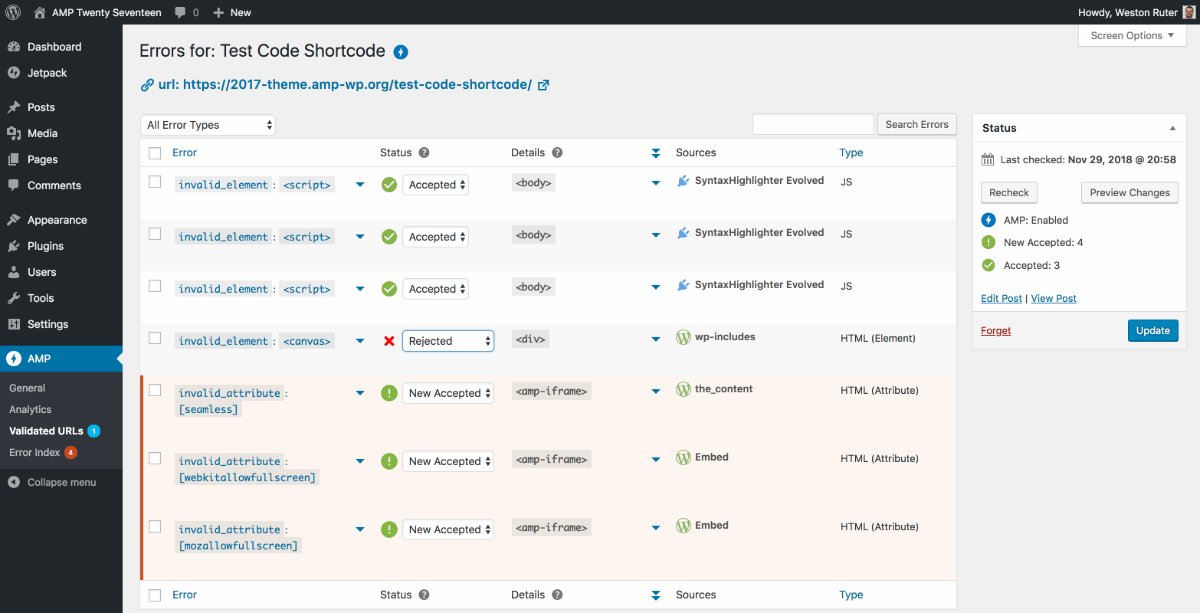 AMP Twenty Seventeen 0 New Howdy, Weston Ruter
Screen Options
Dashboard
Jetpack
Posts
Media
Pages
Comments
Appearance
Plugins
Users
Tools
Settings
AMP
General
Analytics
Validated URLs 1
Error Index 4
Collapse menu
Errors for: Test Code Shortcode
url: https://2017-theme.amp-wp.org/test-code-shortcode/
All Error Types Search Errors
Error Status ? Details ? Sources Type
invalid_element: <script> Accepted <body> SyntaxHighlighter Evolved JS
invalid_element: <script> Accepted <body> SyntaxHighlighter Evolved JS
invalid_element: <script> Accepted <body> SyntaxHighlighter Evolved JS
invalid_element: <canvas> Rejected <div> wp-includes HTML (Element)
invalid_attribute: New Accepted <amp-iframe> the_content HTML (Attribute)
[seamless]
invalid_attribute: New Accepted <amp-iframe> Embed HTML (Attribute)
[webkitallowfullscreen]
invalid_attribute: New Accepted <amp-iframe> Embed HTML (Attribute)
[mozallowfullscreen]
Error Status ? Details ? Sources Type
Status
Last checked: Nov 29, 2018 @ 20:58
Recheck Preview Changes
AMP: Enabled
New Accepted: 4
Accepted: 3
Edit Post | View Post
Forget Update